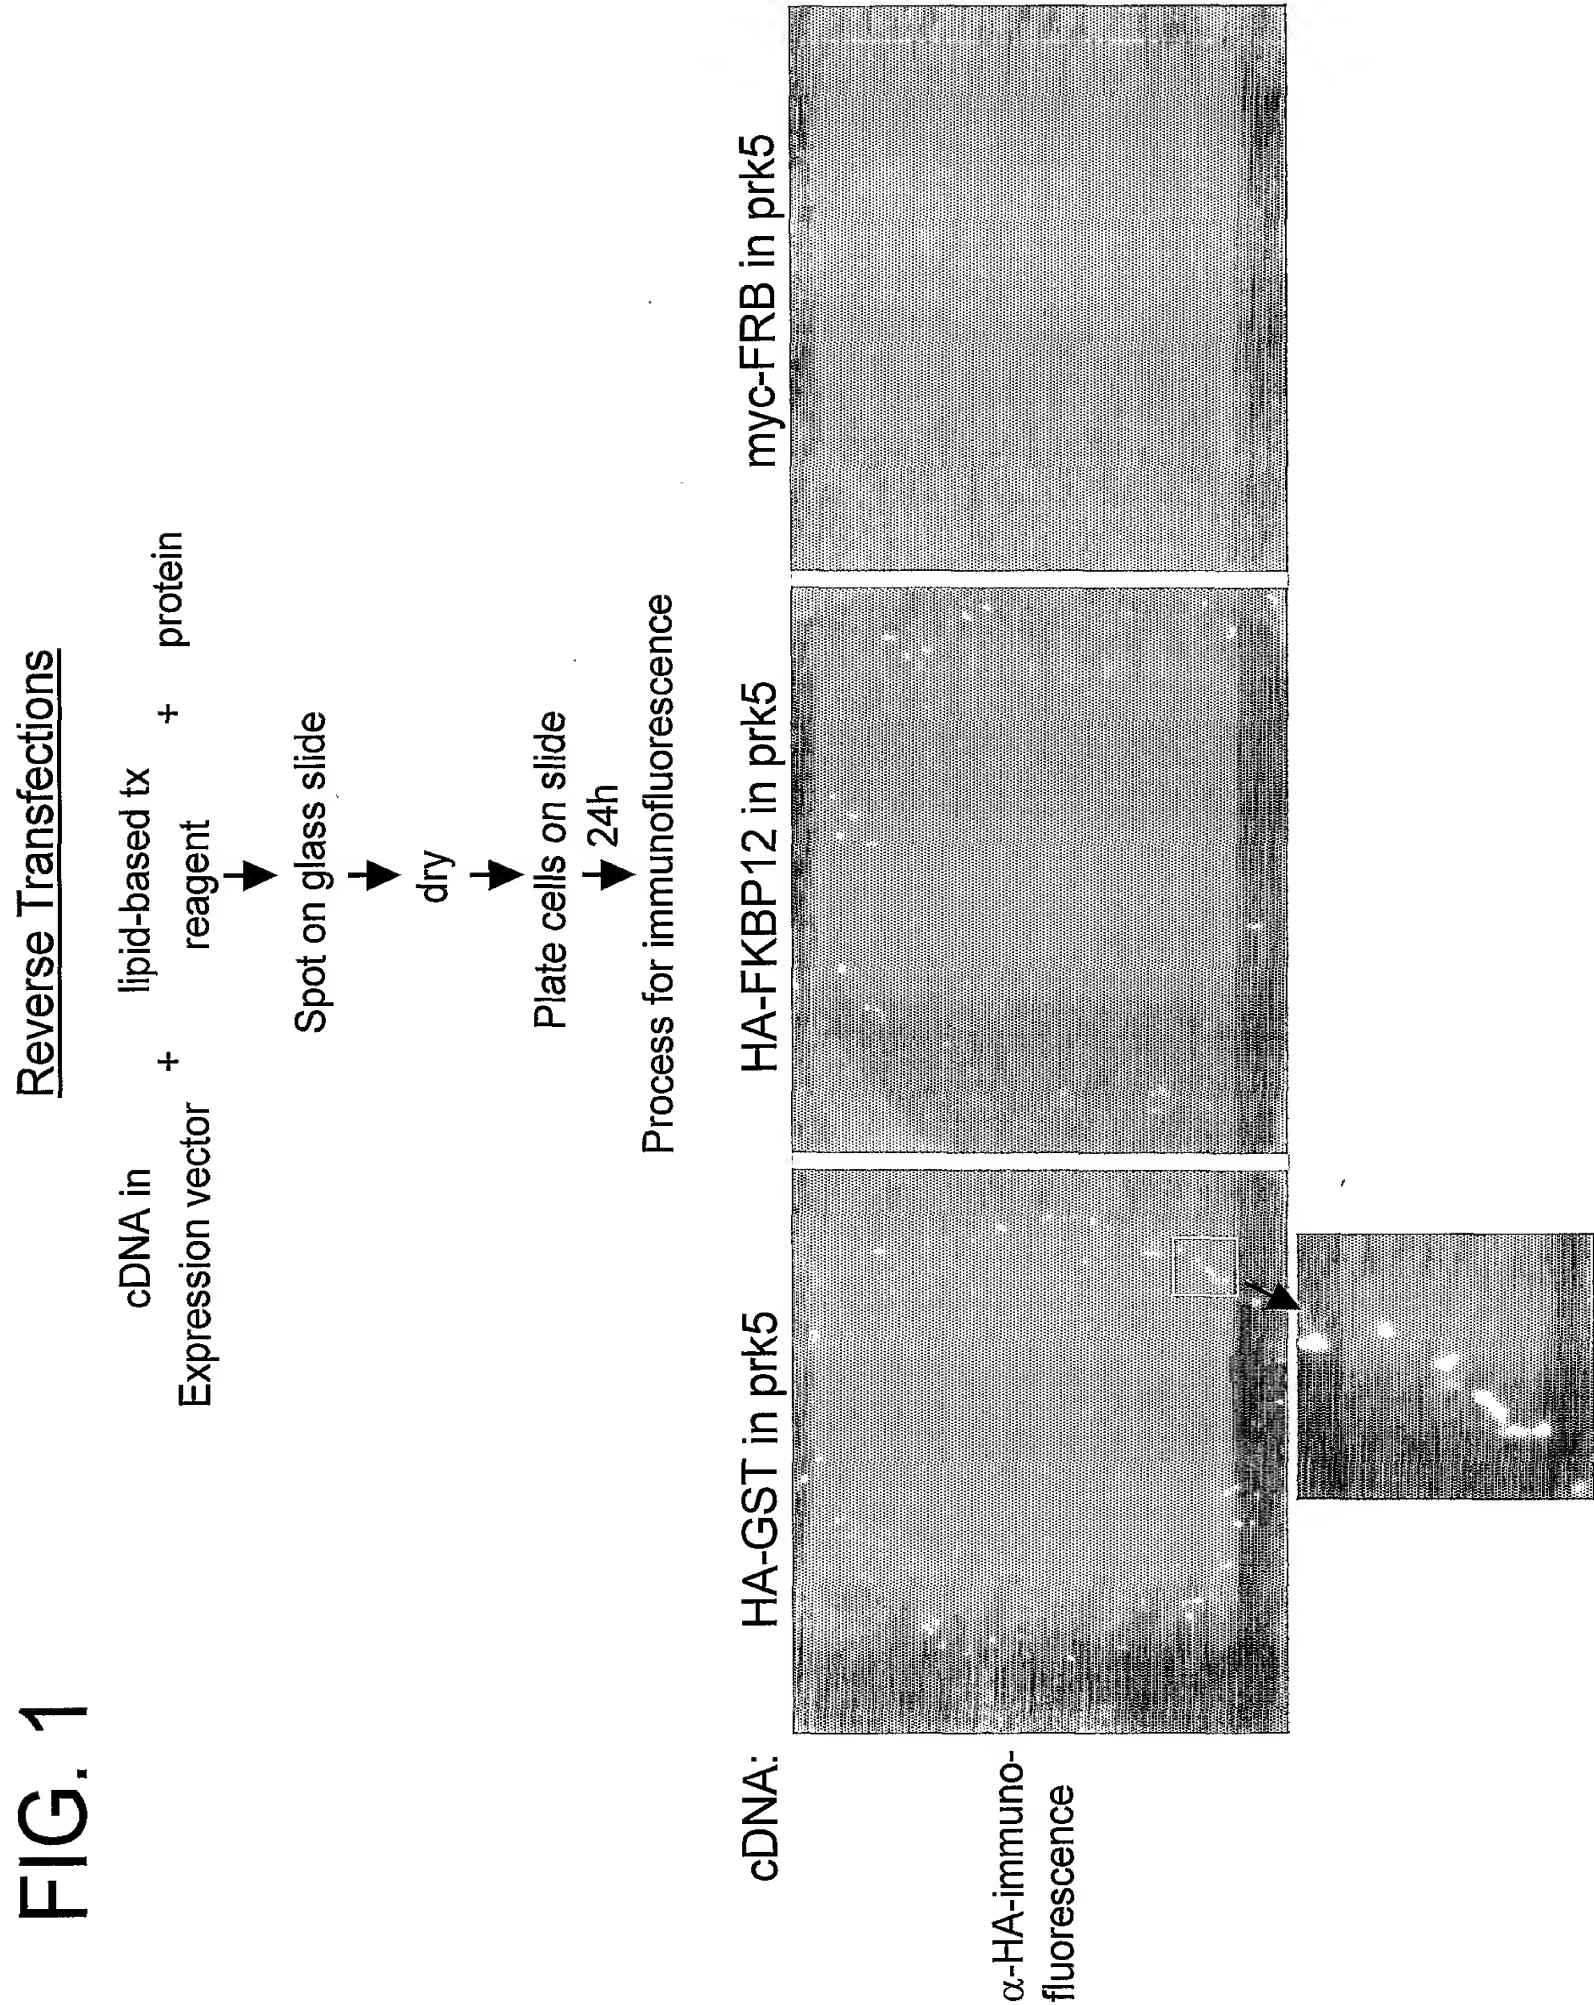 FIG. 1
Reverse Transfections
cDNA in
Expression vector
+
lipid-based tx
reagent
+
protein
Spot on glass slide
dry
Plate cells on slide
24h
Process for immunofluorescence
cDNA:
HA-GST in prk5
HA-FKBP12 in prk5
myc-FRB in prk5
α-HA-immuno-
fluorescence